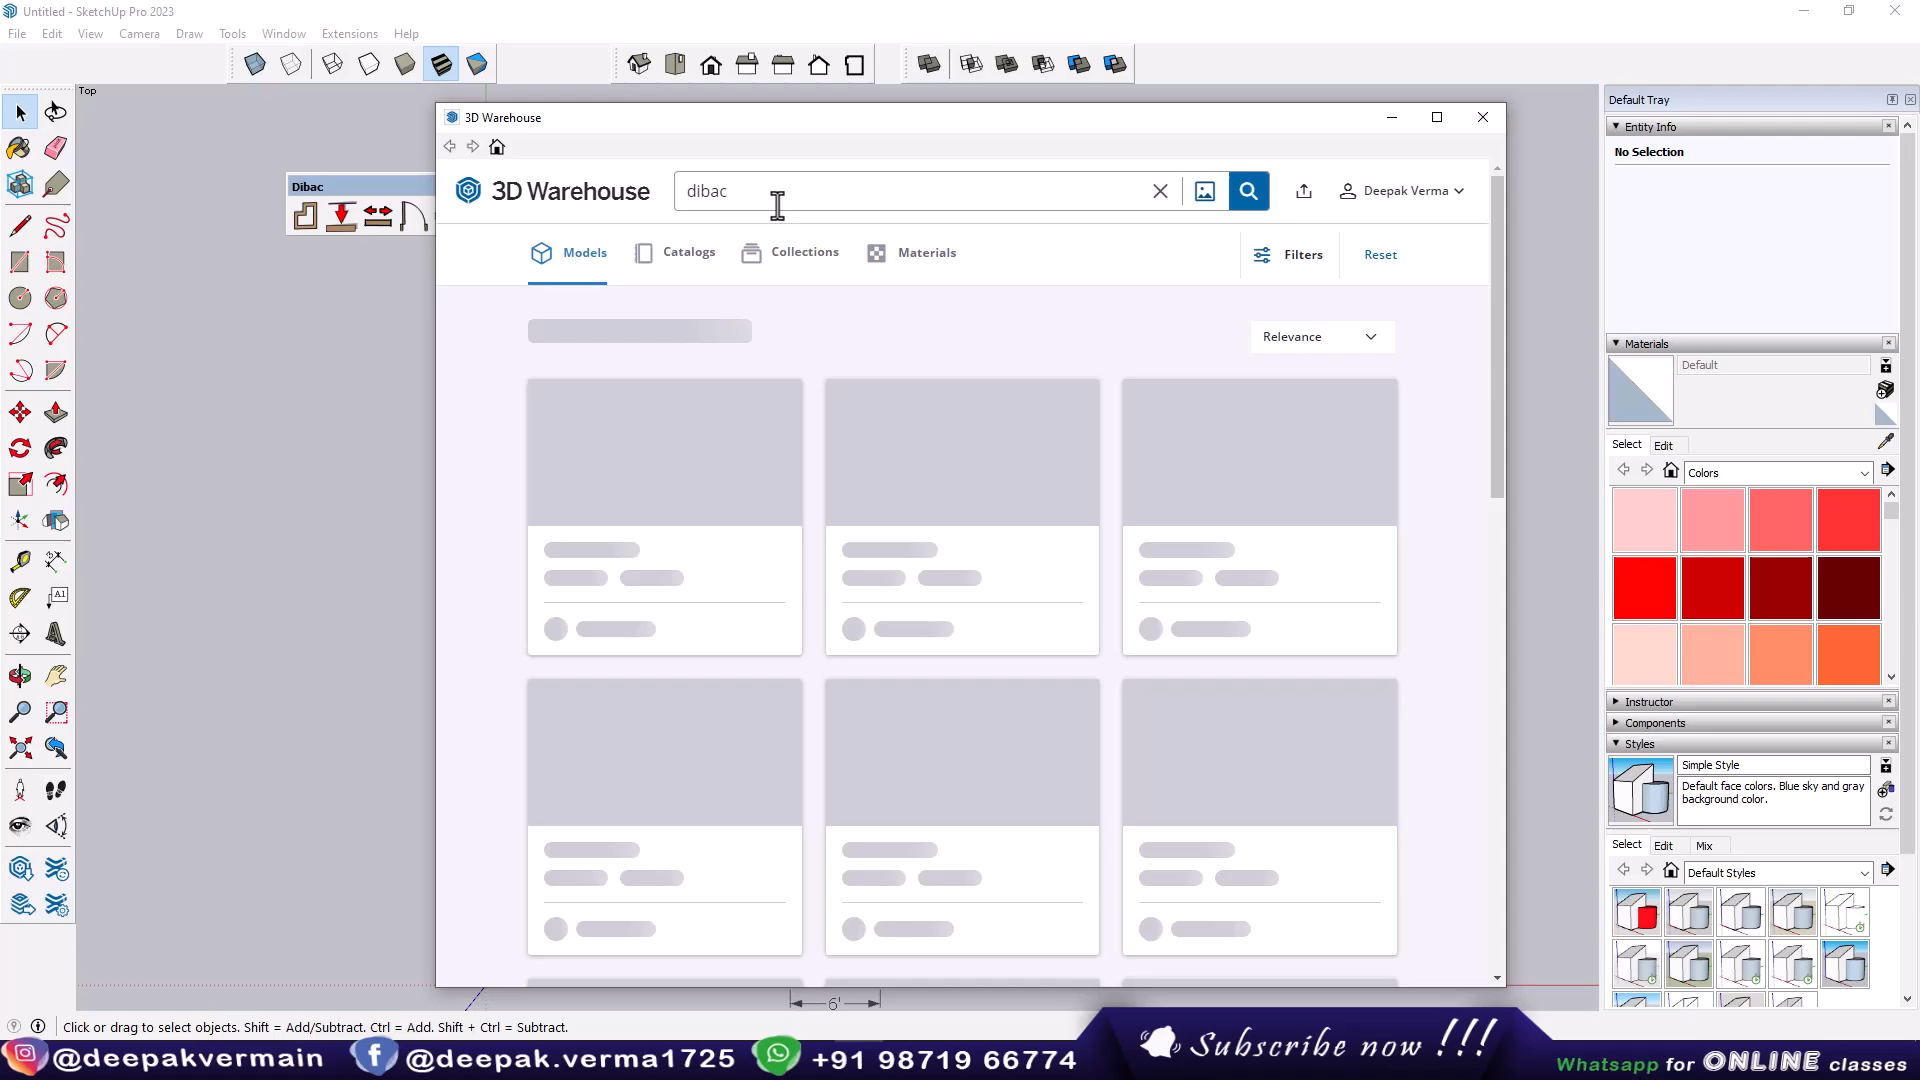 Untitled - SketchUp Pro 2023
File Edit View Camera Draw Tools Window Extensions Help
Top
Dibac
3D Warehouse
3D Warehouse
dibac
Deepak Verma
Models
Catalogs
Collections
Materials
Filters
Reset
Relevance
6'
A1
Default Tray
Entity Info
No Selection
Materials
Default
Select
Edit
Colors
Instructor
Components
Styles
Simple Style
Default face colors. Blue sky and gray
background color.
Select
Edit
Mix
Default Styles
Click or drag to select objects. Shift = Add/Subtract. Ctrl = Add. Shift + Ctrl = Subtract.
@deepakvermain
@deepak.verma1725
+91 98719 66774
Subscribe now !!!
Whatsapp for ONLINE classes